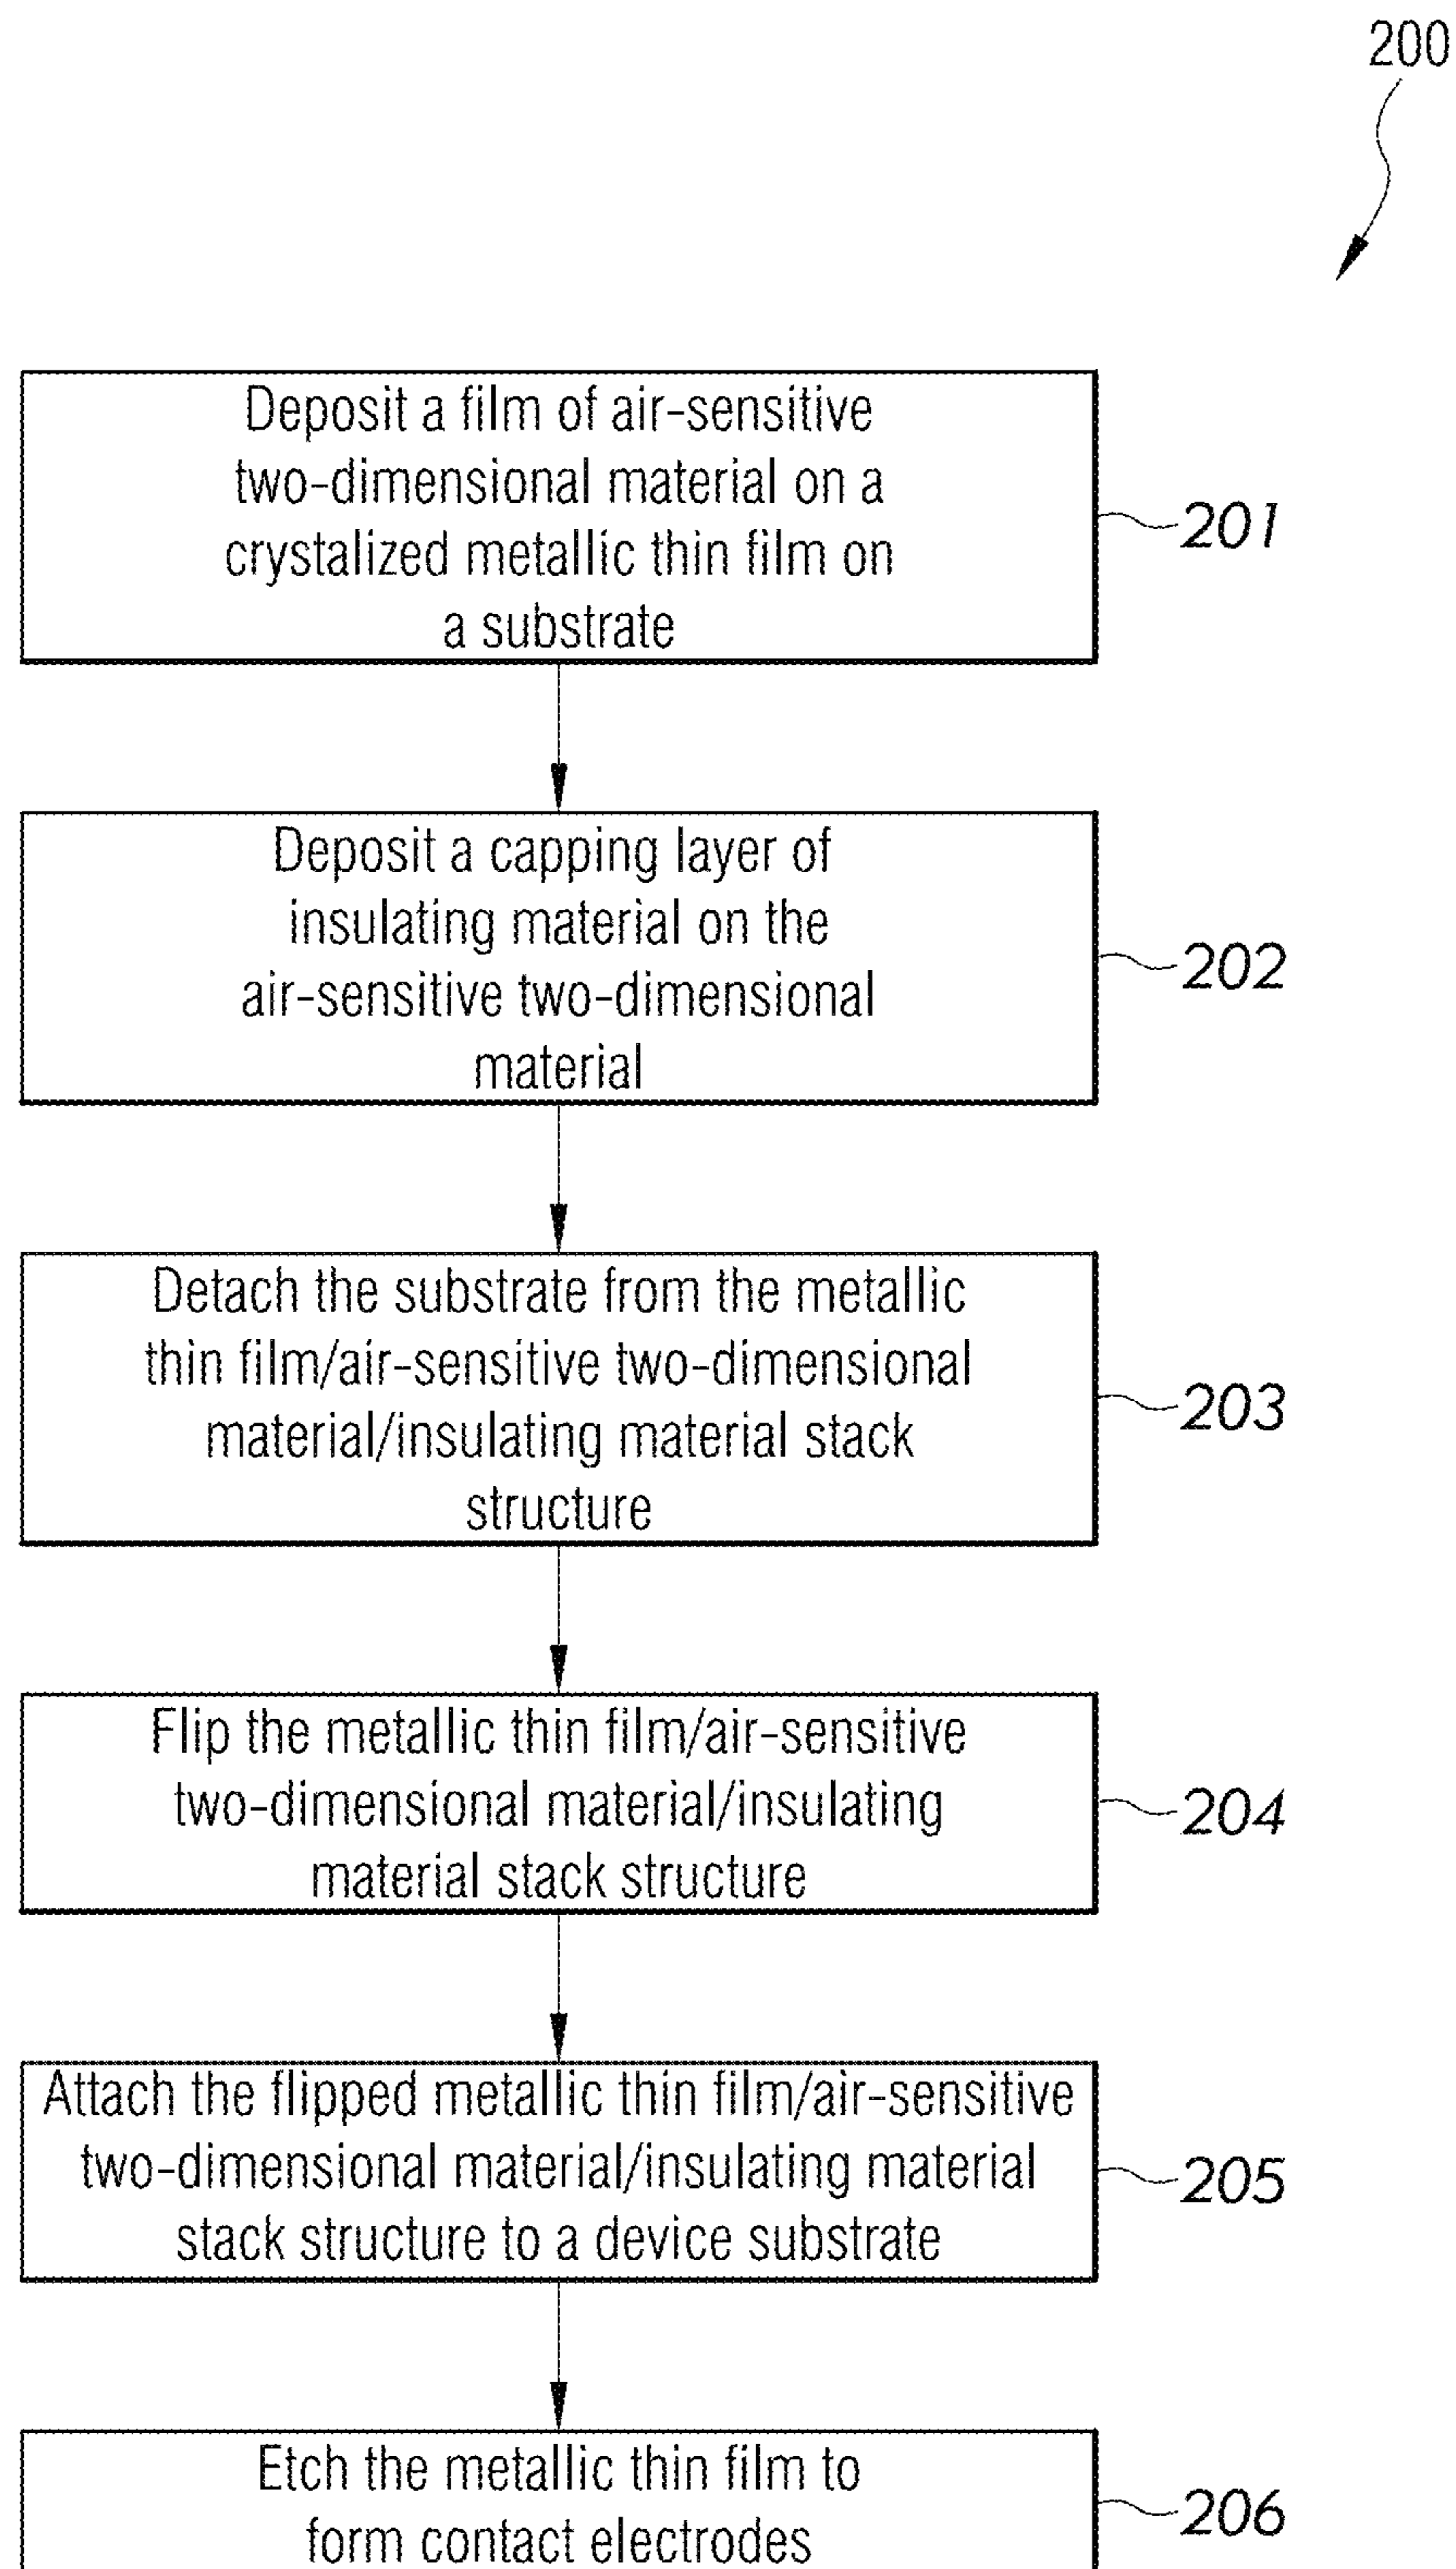 200
Deposit a film of air-sensitive
two-dimensional material on a
crystalized metallic thin film on
a substrate
201
Deposit a capping layer of
insulating material on the
air-sensitive two-dimensional
material
202
Detach the substrate from the metallic
thin film/air-sensitive two-dimensional
material/insulating material stack
structure
203
Flip the metallic thin film/air-sensitive
two-dimensional material/insulating
material stack structure
204
Attach the flipped metallic thin film/air-sensitive
two-dimensional material/insulating material
stack structure to a device substrate
205
Etch the metallic thin film to
form contact electrodes
206